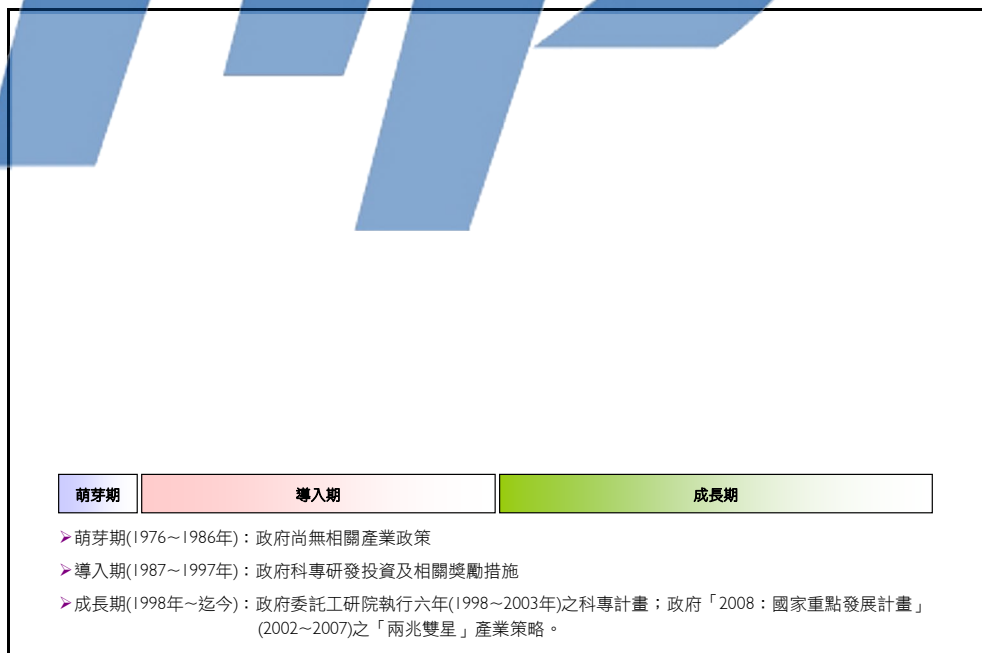 萌芽期 導入期 成長期
➢萌芽期(1976~1986年)：政府尚無相關產業政策
➢導入期(1987~1997年)：政府科專研發投資及相關獎勵措施
➢成長期(1998年~迄今)：政府委託工研院執行六年(1998~2003年)之科專計畫；政府「2008：國家重點發展計畫」
(2002~2007)之「兩兆雙星」產業策略。